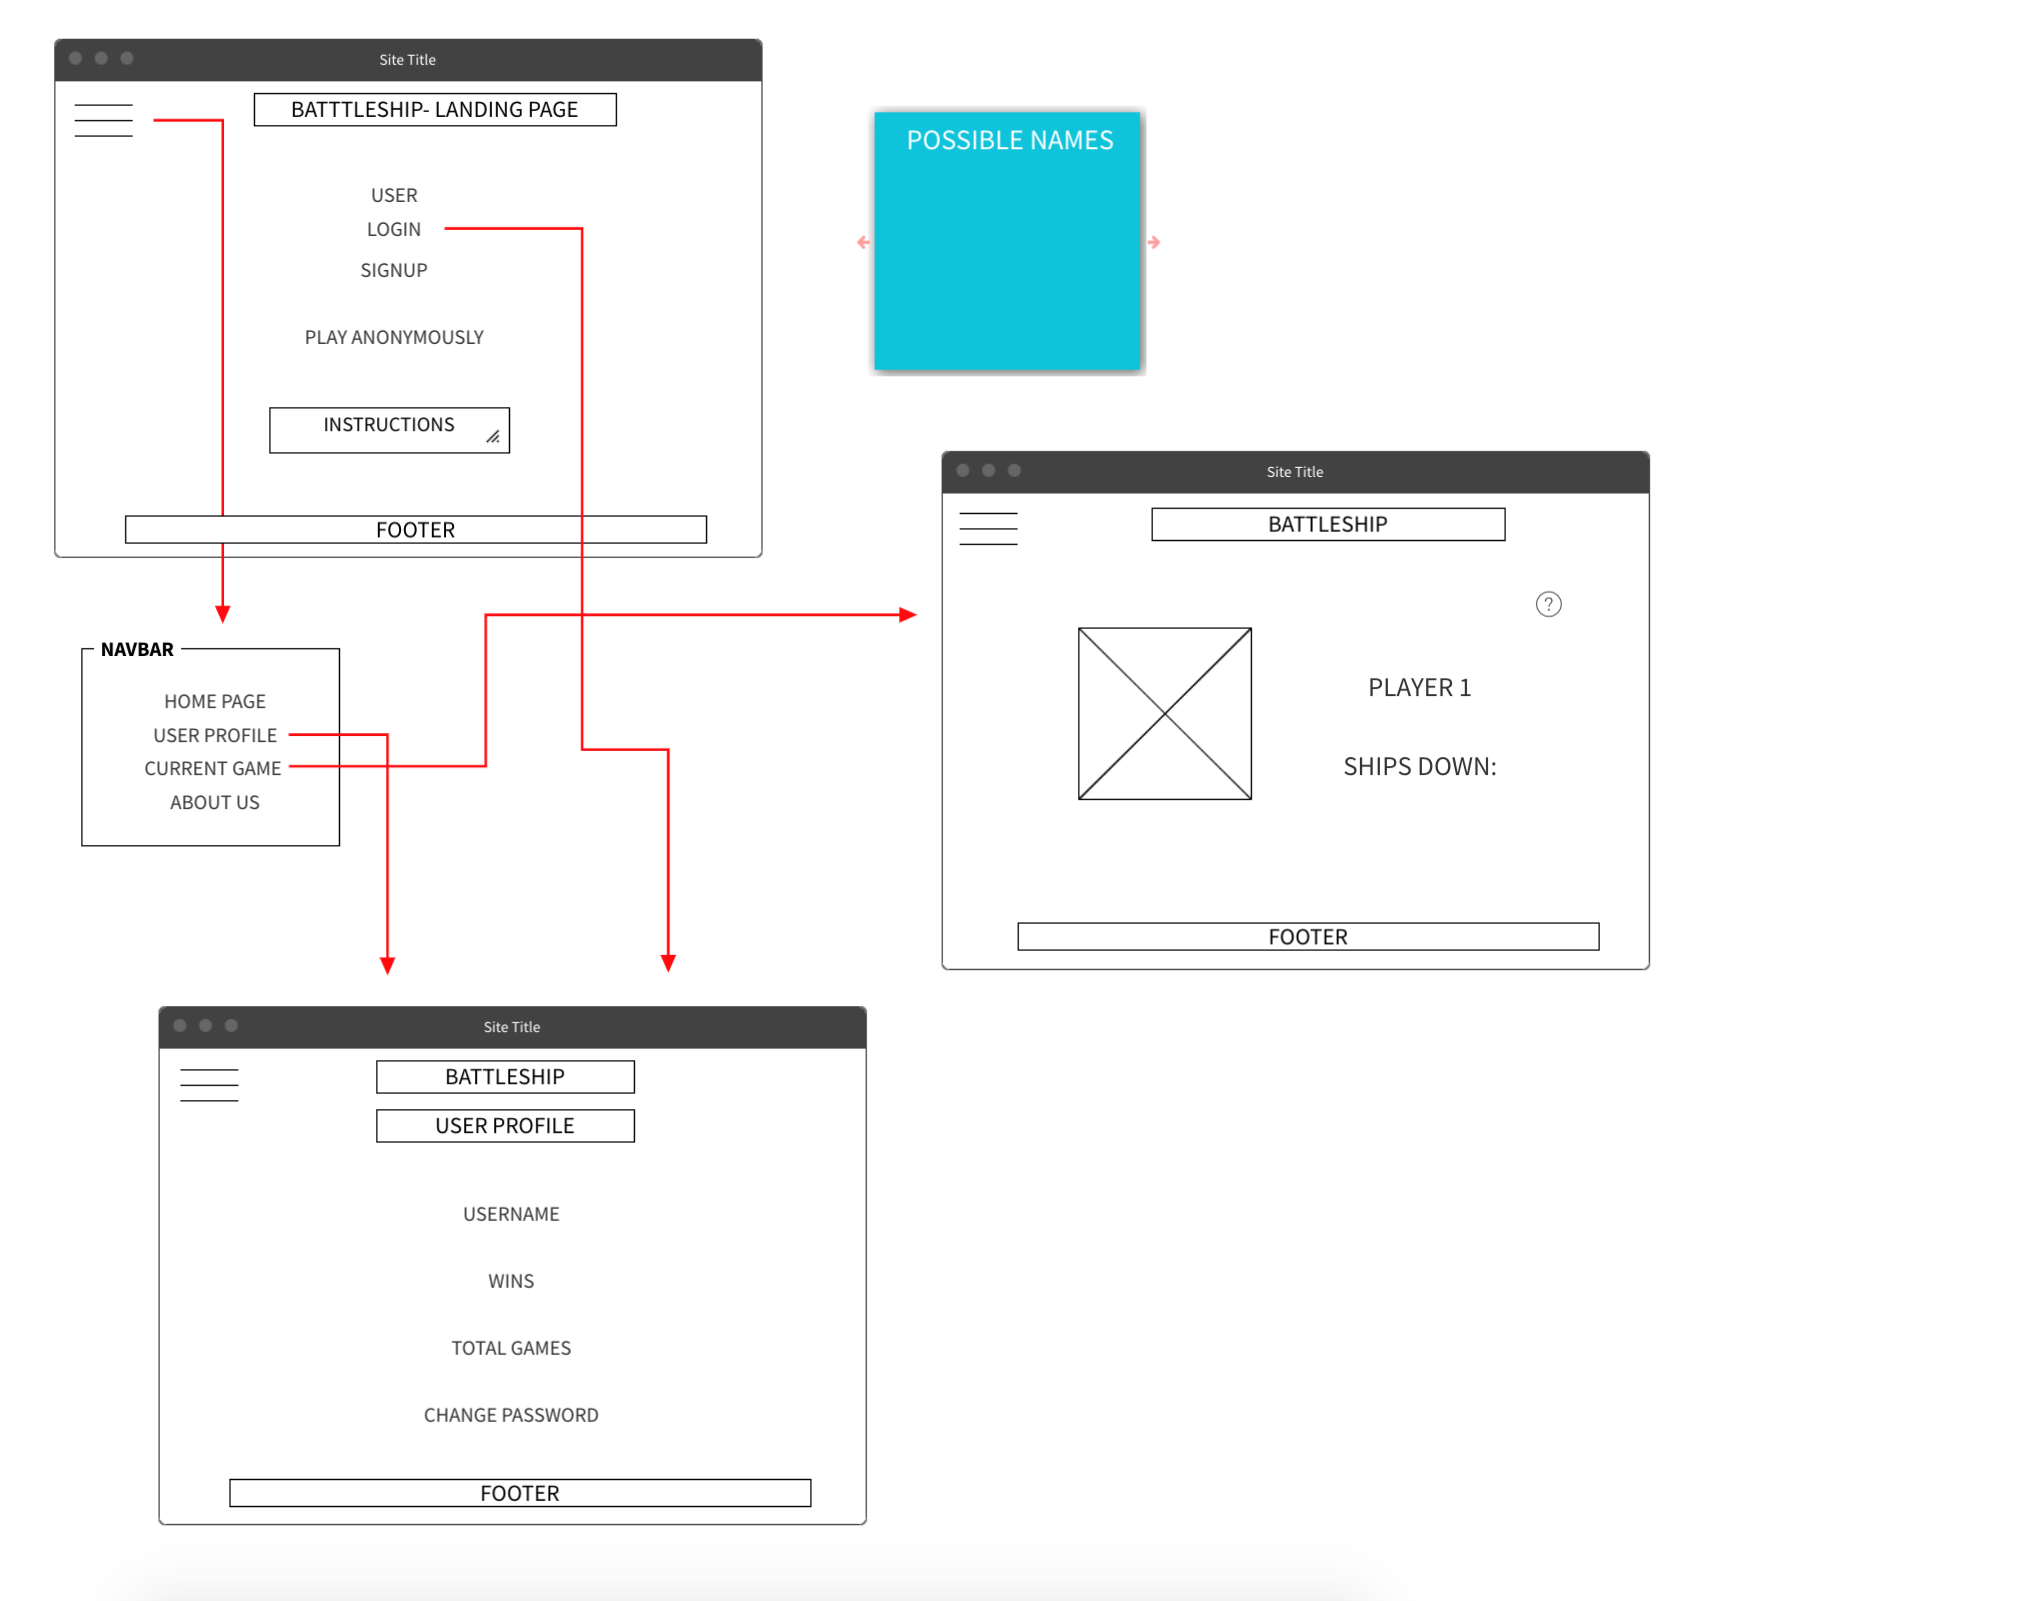 Site Title
BATTTLESHIP- LANDING PAGE
USER
LOGIN
SIGNUP
PLAY ANONYMOUSLY
INSTRUCTIONS
FOOTER
POSSIBLE NAMES
NAVBAR
HOME PAGE
USER PROFILE
CURRENT GAME
ABOUT US
Site Title
BATTLESHIP
?
PLAYER 1
SHIPS DOWN:
FOOTER
Site Title
BATTLESHIP
USER PROFILE
USERNAME
WINS
TOTAL GAMES
CHANGE PASSWORD
FOOTER